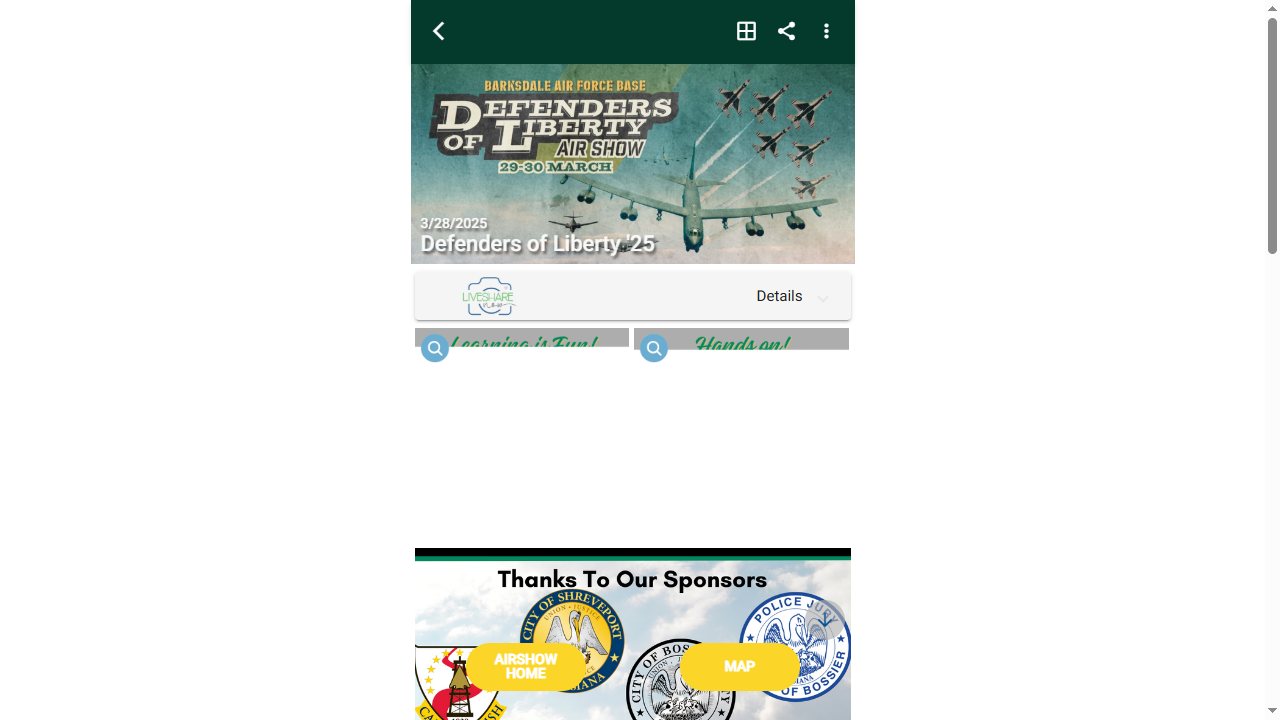 BARKSDALE AIR FORCE BASE
DEFENDERS
OF LIBERTY
AIR SHOW
29-30 MARCH
3/28/2025
Defenders of Liberty '25
LIVESHARE
Details
Learning is Fun!
Hands on!
Thanks To Our Sponsors
CITY OF SHREVEPORT
POLICE JURY
CITY OF BOS
OF BOSSIER
AIRSHOW
HOME
MAP